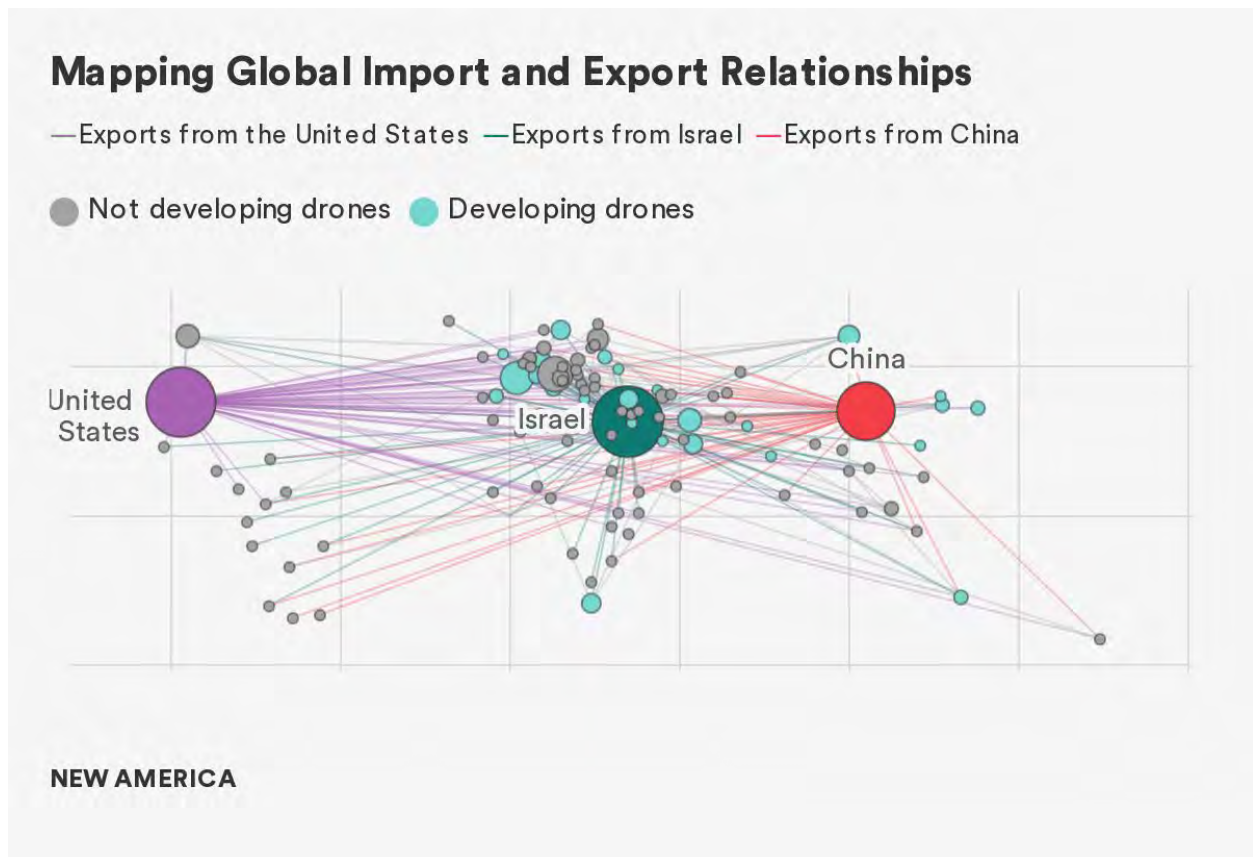 Mapping Global Import and Export Relationships
Exports from the United States Exports from Israel Exports from China
Not developing drones Developing drones
China
United
States
Israel
NEW AMERICA